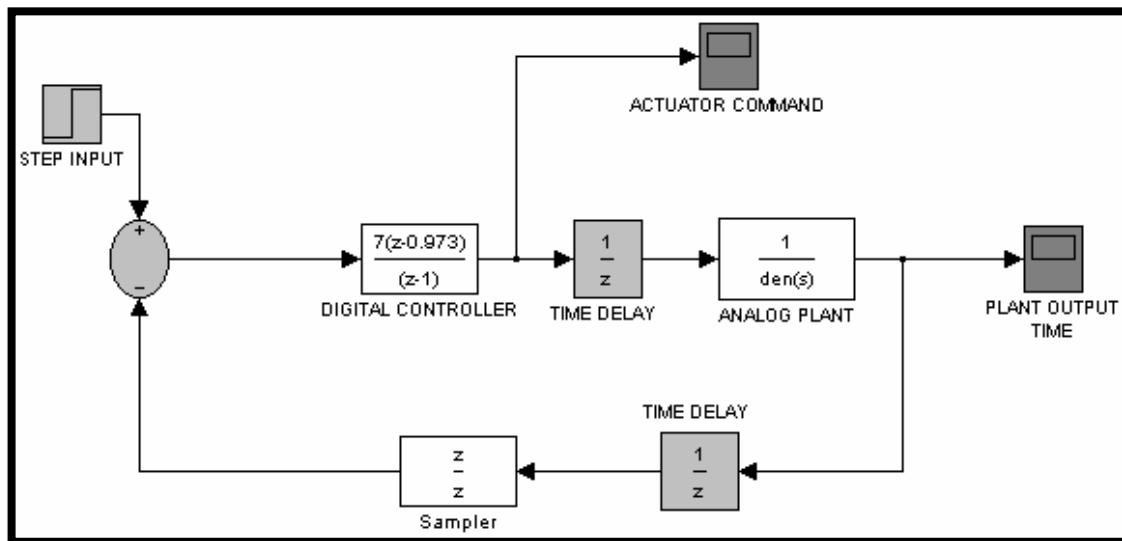 ACTUATOR COMMAND
STEP INPUT
+
−
7(z-0.973)
(z-1)
DIGITAL CONTROLLER
1
z
TIME DELAY
1
den(s)
ANALOG PLANT
PLANT OUTPUT
TIME
TIME DELAY
1
z
z
z
Sampler